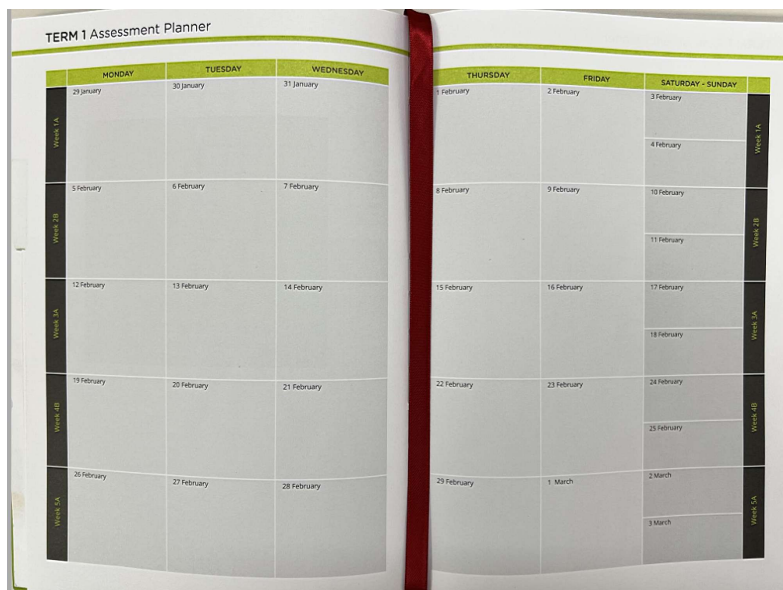 TERM 1 Assessment Planner
MONDAY TUESDAY WEDNESDAY THURSDAY FRIDAY SATURDAY - SUNDAY
Week 1A
29 January 30 January 31 January 1 February 2 February 3 February
4 February
Week 1A
Week 2B
5 February 6 February 7 February 8 February 9 February 10 February
11 February
Week 2B
Week 3A
12 February 13 February 14 February 15 February 16 February 17 February
18 February
Week 3A
Week 4B
19 February 20 February 21 February 22 February 23 February 24 February
25 February
Week 4B
Week 5A
26 February 27 February 28 February 29 February 1 March 2 March
3 March
Week 5A